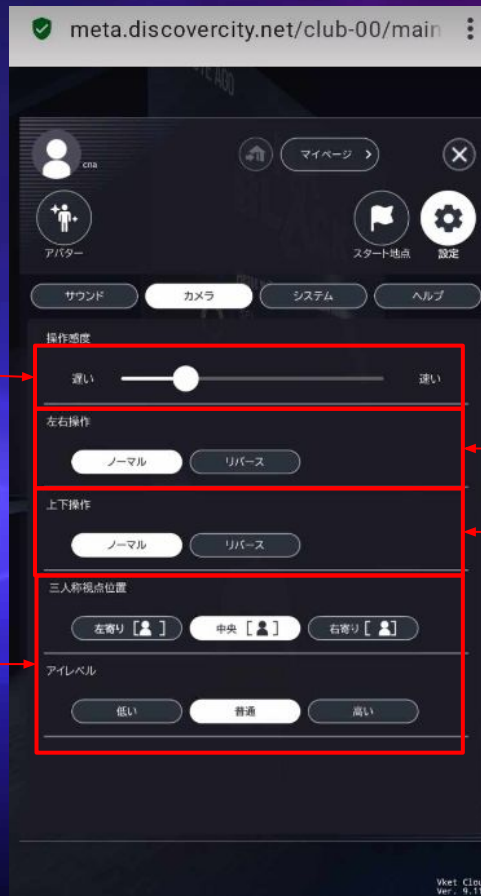 meta.discovercity.net/club-00/main
cna
マイページ
アバター
スタート地点
設定
サウンド
カメラ
システム
ヘルプ
操作感度
遅い
速い
左右操作
ノーマル
リバース
上下操作
ノーマル
リバース
三人称視点位置
左寄り [ ]
中央 [ ]
右寄り [ ]
アイレベル
低い
普通
高い
Vket Clou
Ver. 9.11